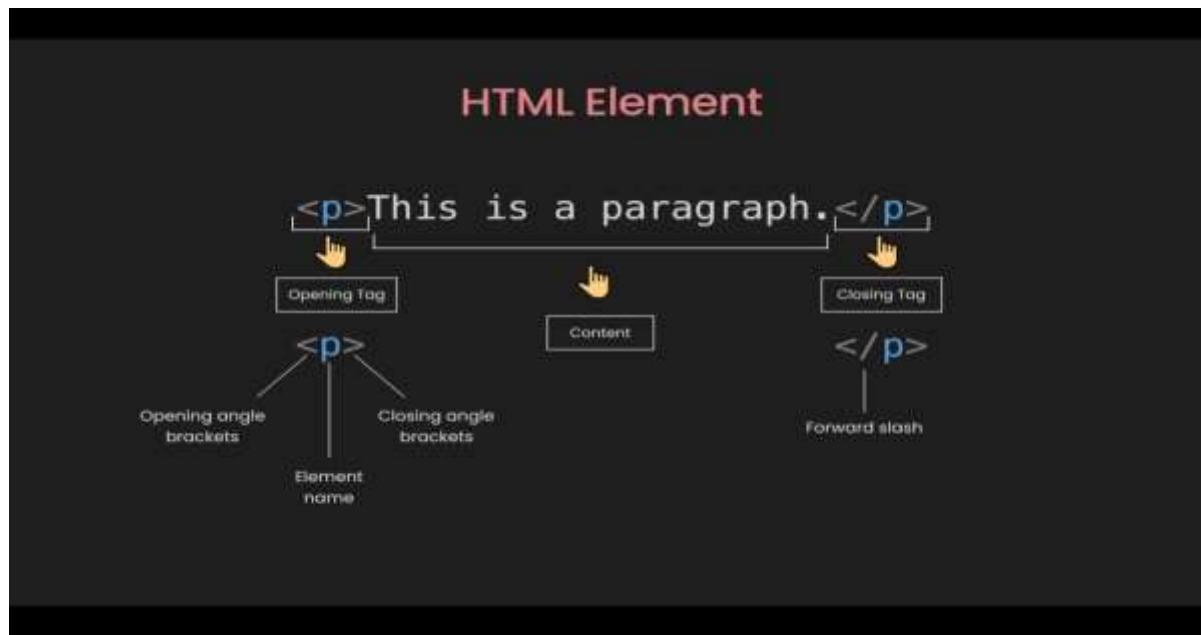 HTML Element
<p>This is a paragraph.</p>
Opening Tag
Content
Closing Tag
<p>
</p>
Opening angle
brackets
Closing angle
brackets
Element
name
Forward slash